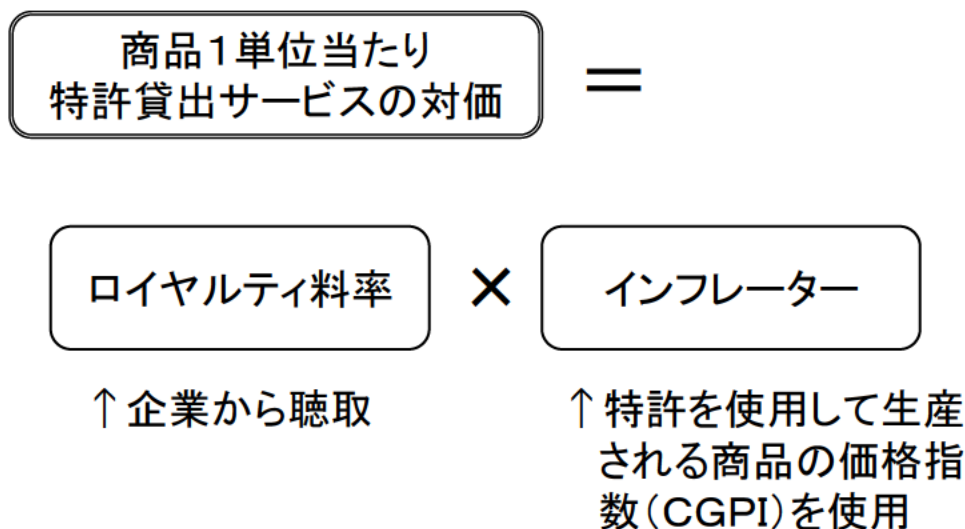 商品１単位当たり
特許貸出サービスの対価
＝
ロイヤルティ料率
×
インフレーター
↑企業から聴取
↑特許を使用して生産
される商品の価格指
数(CGPI)を使用